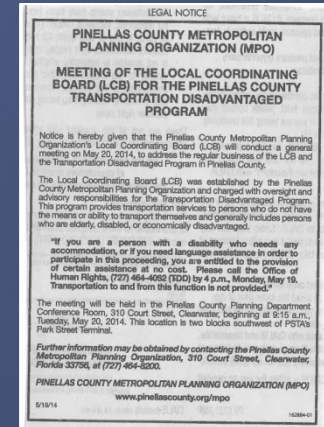 LEGAL NOTICE
PINELLAS COUNTY METROPOLITAN
PLANNING ORGANIZATION (MPO)
MEETING OF THE LOCAL COORDINATING
BOARD (LCB) FOR THE PINELLAS COUNTY
TRANSPORTATION DISADVANTAGED
PROGRAM
Notice is hereby given that the Pinellas County Metropolitan Planning
Organization's Local Coordinating Board (LCB) will conduct a general
meeting on May 20, 2014, to address the regular business of the LCB and
the Transportation Disadvantaged Program in Pinellas County.
The Local Coordinating Board (LCB) was established by the Pinellas
County Metropolitan Planning Organization and charged with oversight and
advisory responsibilities for the Transportation Disadvantaged Program.
This program provides transportation services to persons who do not have
the means or ability to transport themselves and generally includes persons
who are elderly, disabled, or economically disadvantaged.
"If you are a person with a disability who needs any
accommodation, or if you need language assistance in order to
participate in this proceeding, you are entitled to the provision
of certain assistance at no cost. Please call the Office of
Human Rights, (727) 464-4062 (TDD) by 4 p.m., Monday, May 19.
Transportation to and from this function is not provided."
The meeting will be held in the Pinellas County Planning Department
Conference Room, 310 Court Street, Clearwater, beginning at 9:15 a.m.,
Tuesday, May 20, 2014. This location is two blocks southwest of PSTA's
Park Street Terminal.
Further information may be obtained by contacting the Pinellas County
Metropolitan Planning Organization, 310 Court Street, Clearwater,
Florida 33756, at (727) 464-8200.
PINELLAS COUNTY METROPOLITAN PLANNING ORGANIZATION (MPO)
www.pinellascounty.org/mpo
5/10/14
162884-01